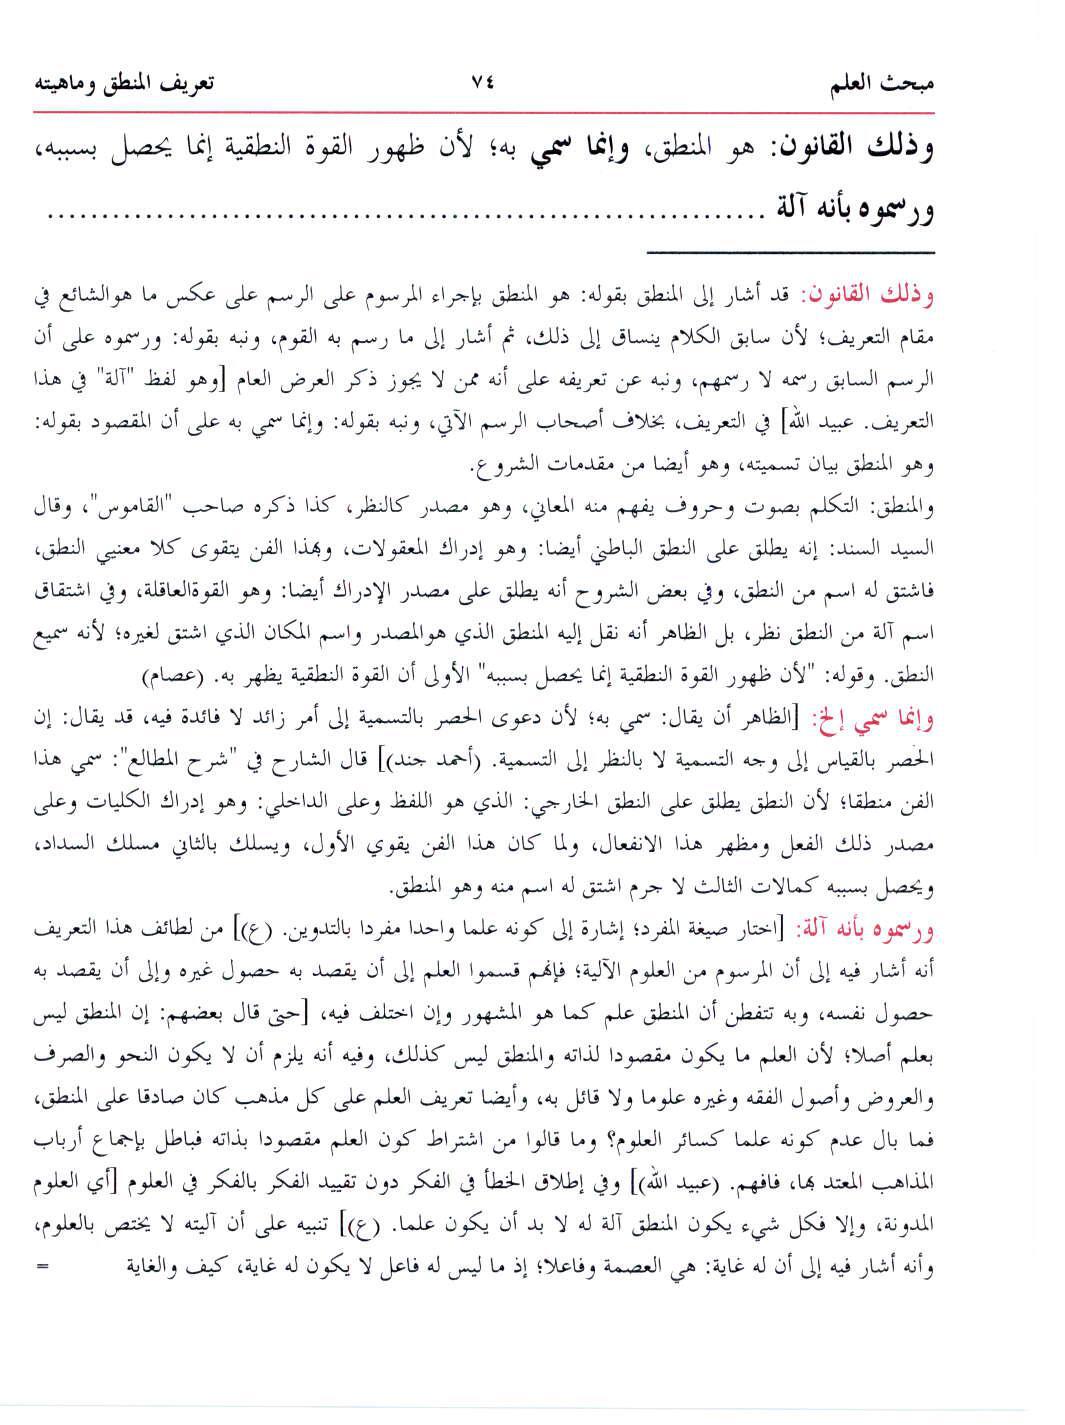 مبحث العلم ٧٤ تعريف المنطق وماهيته
وذلك القانون: هو المنطق، وإنما سمي به؛ لأن ظهور القوة النطقية إنما يحصل بسببه،
ورسموه بأنه آلة ......................................................................
وذلك القانون: قد أشار إلى المنطق بقوله: هو المنطق بإجراء المرسوم على الرسم على عكس ما هوالشائع في
مقام التعريف؛ لأن سابق الكلام ينساق إلى ذلك، ثم أشار إلى ما رسم به القوم، ونبه بقوله: ورسموه على أن
الرسم السابق رسمه لا رسمهم، ونبه عن تعريفه على أنه ممن لا يجوز ذكر العرض العام [وهو لفظ "آلة" في هذا
التعريف. عبيد الله] في التعريف، بخلاف أصحاب الرسم الآتي، ونبه بقوله: وإنما سمي به على أن المقصود بقوله:
وهو المنطق بيان تسميته، وهو أيضا من مقدمات الشروع.
والمنطق: التكلم بصوت وحروف يفهم منه المعاني، وهو مصدر كالنظر، كذا ذكره صاحب "القاموس"، وقال
السيد السند: إنه يطلق على النطق الباطني أيضا: وهو إدراك المعقولات، وبهذا الفن يتقوى كلا معنيي النطق،
فاشتق له اسم من النطق، وفي بعض الشروح أنه يطلق على مصدر الإدراك أيضا: وهو القوةالعاقلة، وفي اشتقاق
اسم آلة من النطق نظر، بل الظاهر أنه نقل إليه المنطق الذي هوالمصدر واسم المكان الذي اشتق لغيره؛ لأنه سميع
النطق. وقوله: "لأن ظهور القوة النطقية إنما يحصل بسببه" الأولى أن القوة النطقية يظهر به. (عصام)
وإنما سمي إلخ: [الظاهر أن يقال: سمي به؛ لأن دعوى الحصر بالتسمية إلى أمر زائد لا فائدة فيه، قد يقال: إن
الحصر بالقياس إلى وجه التسمية لا بالنظر إلى التسمية. (أحمد جند)] قال الشارح في "شرح المطالع": سمي هذا
الفن منطقا؛ لأن النطق يطلق على النطق الخارجي: الذي هو اللفظ وعلى الداخلي: وهو إدراك الكليات وعلى
مصدر ذلك الفعل ومظهر هذا الانفعال، ولما كان هذا الفن يقوي الأول، ويسلك بالثاني مسلك السداد،
ويحصل بسببه كمالات الثالث لا جرم اشتق له اسم منه وهو المنطق.
ورسموه بأنه آلة: [اختار صيغة المفرد؛ إشارة إلى كونه علما واحدا مفردا بالتدوين. (ع)] من لطائف هذا التعريف
أنه أشار فيه إلى أن المرسوم من العلوم الآلية؛ فإنهم قسموا العلم إلى أن يقصد به حصول غيره وإلى أن يقصد به
حصول نفسه، وبه تتفطن أن المنطق علم كما هو المشهور وإن اختلف فيه، [حتى قال بعضهم: إن المنطق ليس
بعلم أصلا؛ لأن العلم ما يكون مقصودا لذاته والمنطق ليس كذلك، وفيه أنه يلزم أن لا يكون النحو والصرف
والعروض وأصول الفقه وغيره علوما ولا قائل به، وأيضا تعريف العلم على كل مذهب كان صادقا على المنطق،
فما بال عدم كونه علما كسائر العلوم؟ وما قالوا من اشتراط كون العلم مقصودا بذاته فباطل بإجماع أرباب
المذاهب المعتد بها، فافهم. (عبيد الله)] وفي إطلاق الخطأ في الفكر دون تقييد الفكر بالفكر في العلوم [أي العلوم
المدونة، وإلا فكل شيء يكون المنطق آلة له لا بد أن يكون علما. (ع)] تنبيه على أن آليته لا يختص بالعلوم،
وأنه أشار فيه إلى أن له غاية: هي العصمة وفاعلا؛ إذ ما ليس له فاعل لا يكون له غاية، كيف والغاية =